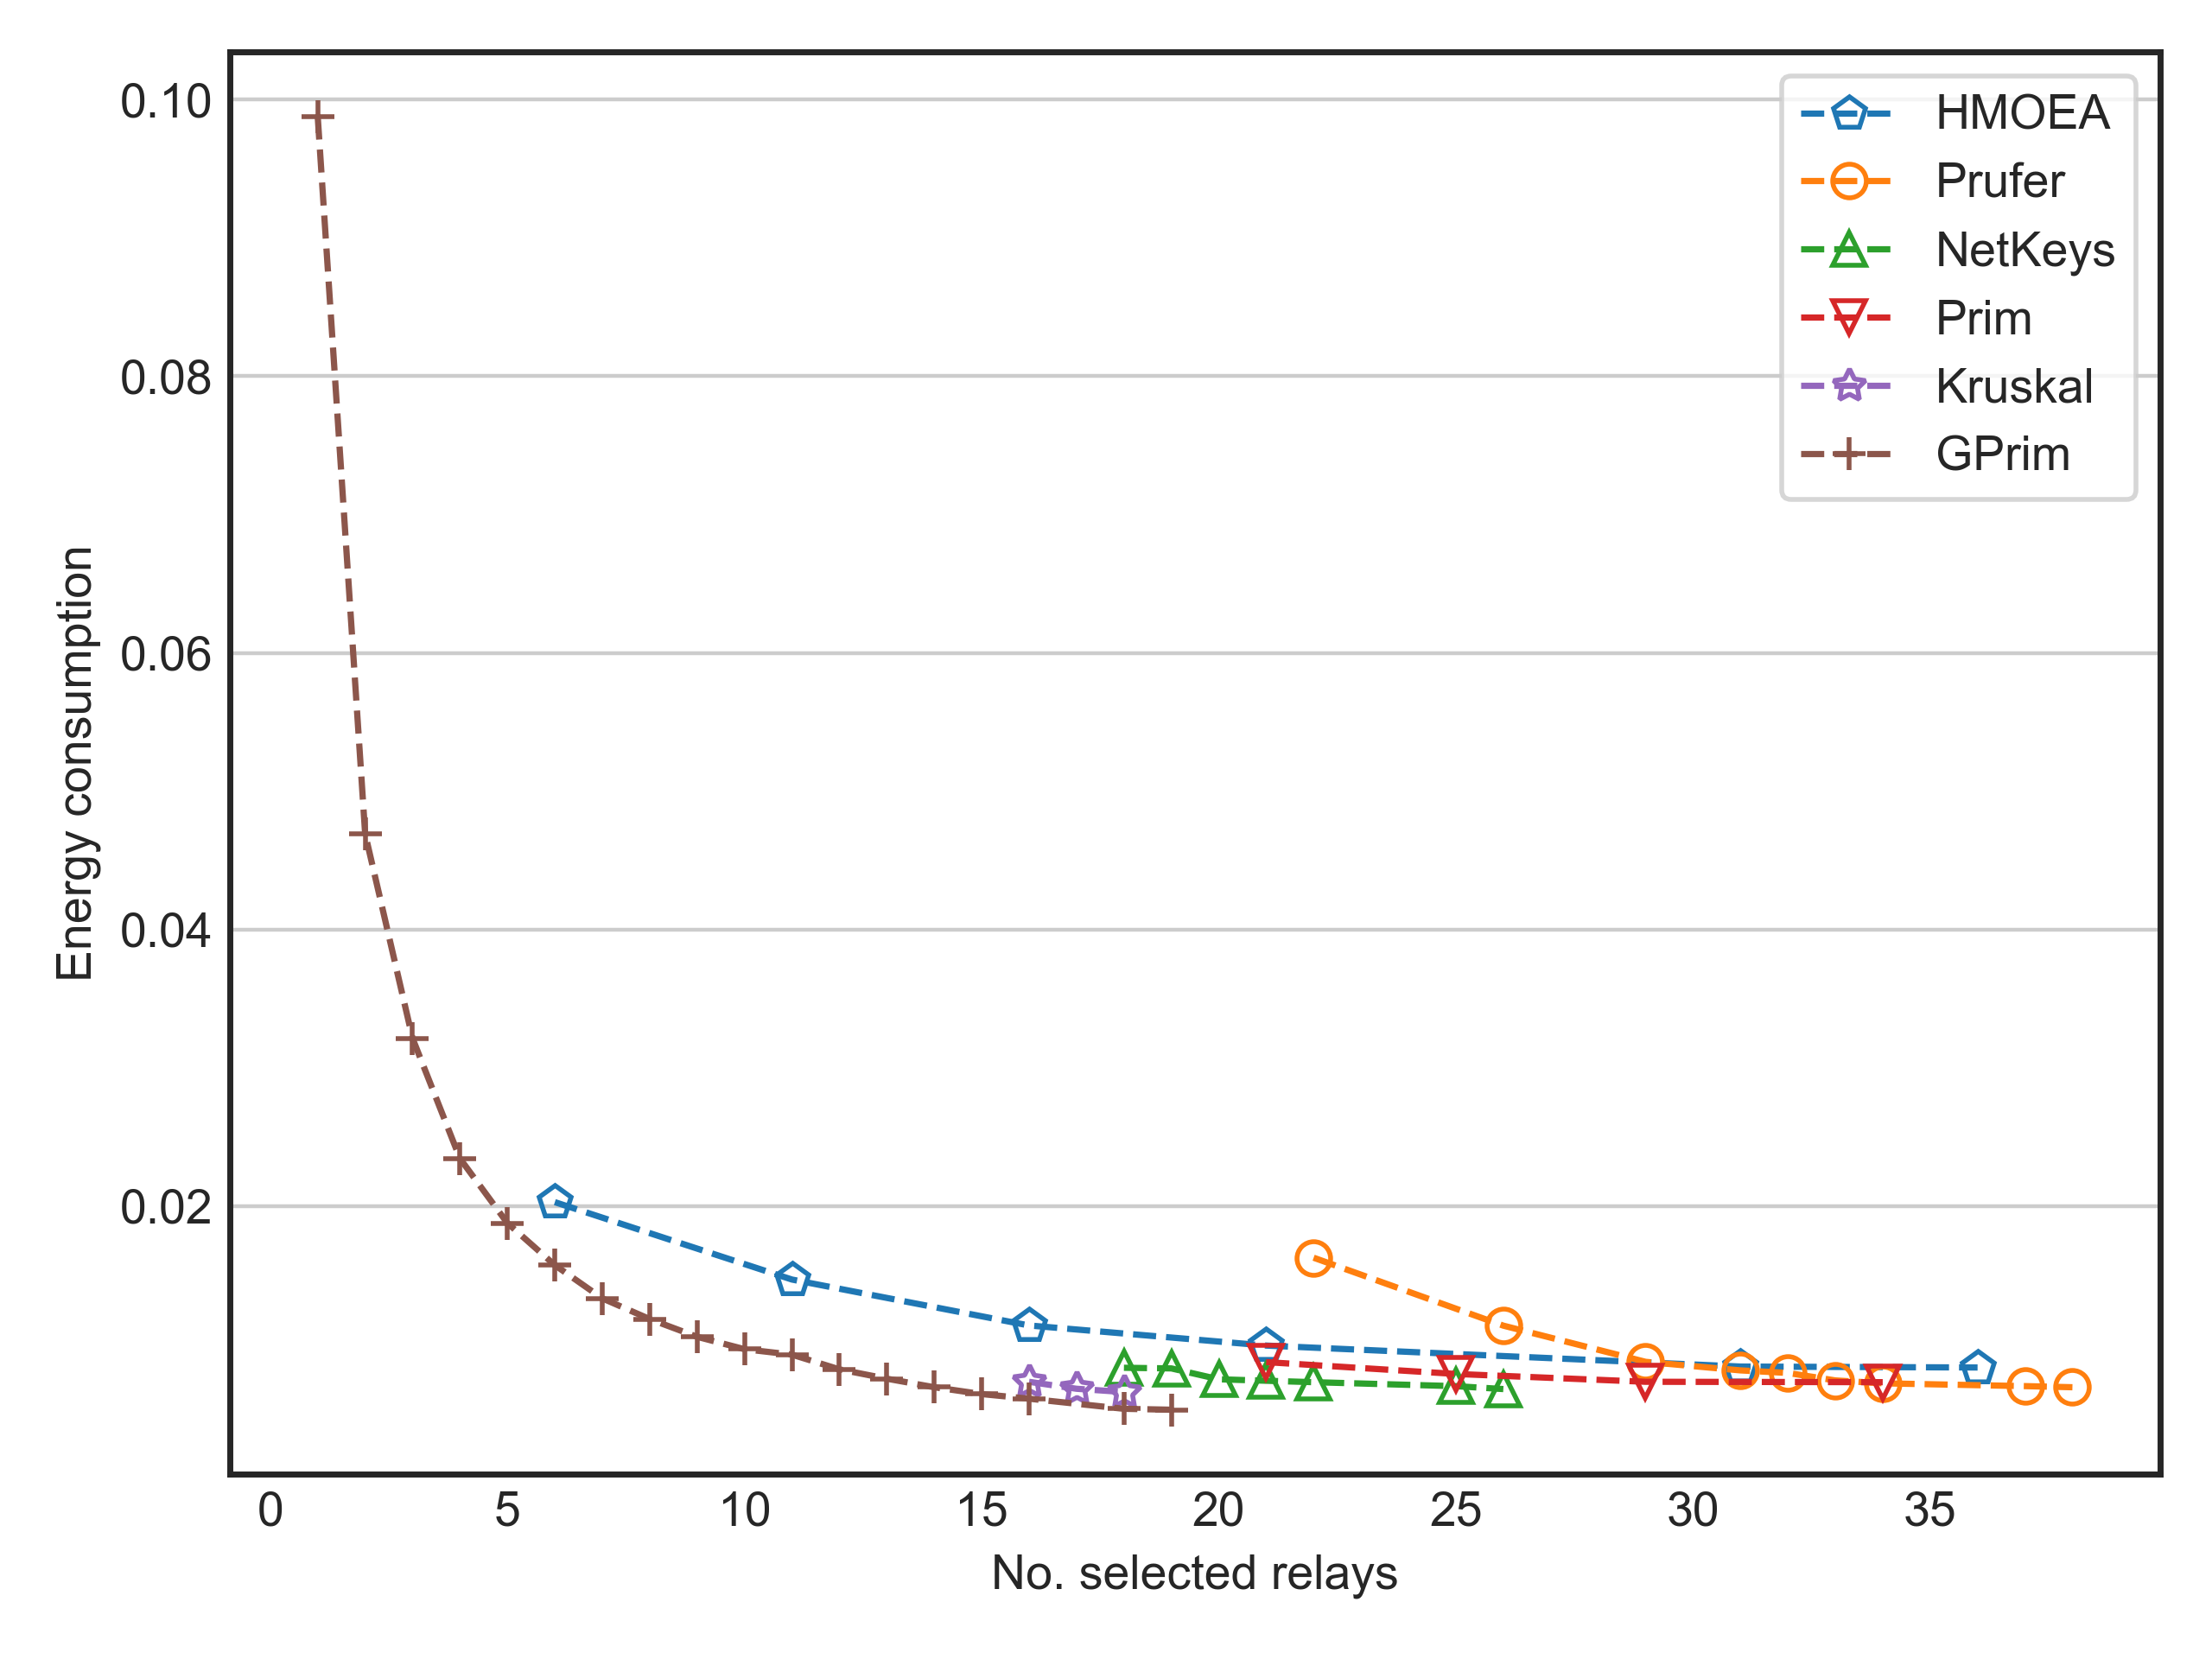 0.10
0.08
0.06
0.04
0.02
Energy consumption
0 5 10 15 20 25 30 35
No. selected relays
HMOEA
Prufer
NetKeys
Prim
Kruskal
GPrim